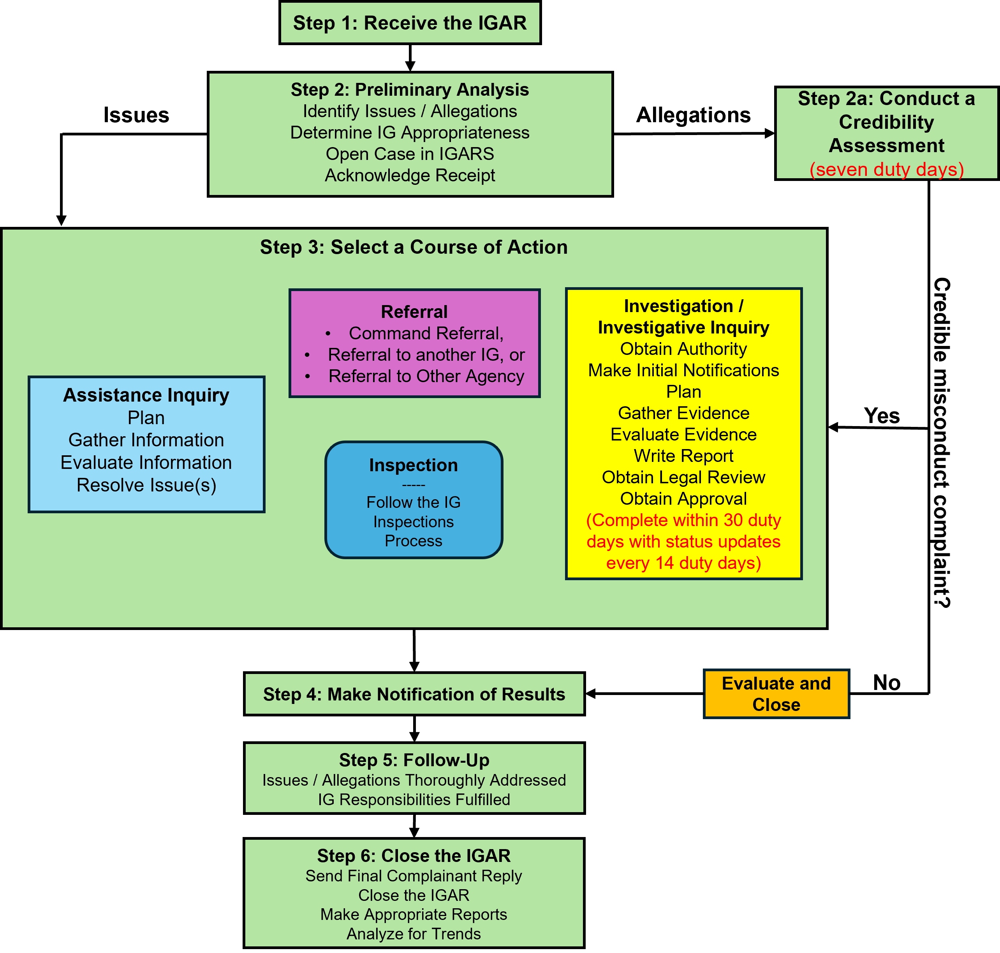 Step 1: Receive the IGAR
Step 2: Preliminary Analysis
Identify Issues / Allegations
Determine IG Appropriateness
Open Case in IGARS
Acknowledge Receipt
Issues
Allegations
Step 2a: Conduct a
Credibility
Assessment
(seven duty days)
Step 3: Select a Course of Action
Assistance Inquiry
Plan
Gather Information
Evaluate Information
Resolve Issue(s)
Referral
• Command Referral,
• Referral to another IG, or
• Referral to Other Agency
Inspection
-----
Follow the IG
Inspections
Process
Investigation /
Investigative Inquiry
Obtain Authority
Make Initial Notifications
Plan
Gather Evidence
Evaluate Evidence
Write Report
Obtain Legal Review
Obtain Approval
(Complete within 30 duty
days with status updates
every 14 duty days)
Yes
Credible misconduct complaint?
No
Evaluate and
Close
Step 4: Make Notification of Results
Step 5: Follow-Up
Issues / Allegations Thoroughly Addressed
IG Responsibilities Fulfilled
Step 6: Close the IGAR
Send Final Complainant Reply
Close the IGAR
Make Appropriate Reports
Analyze for Trends